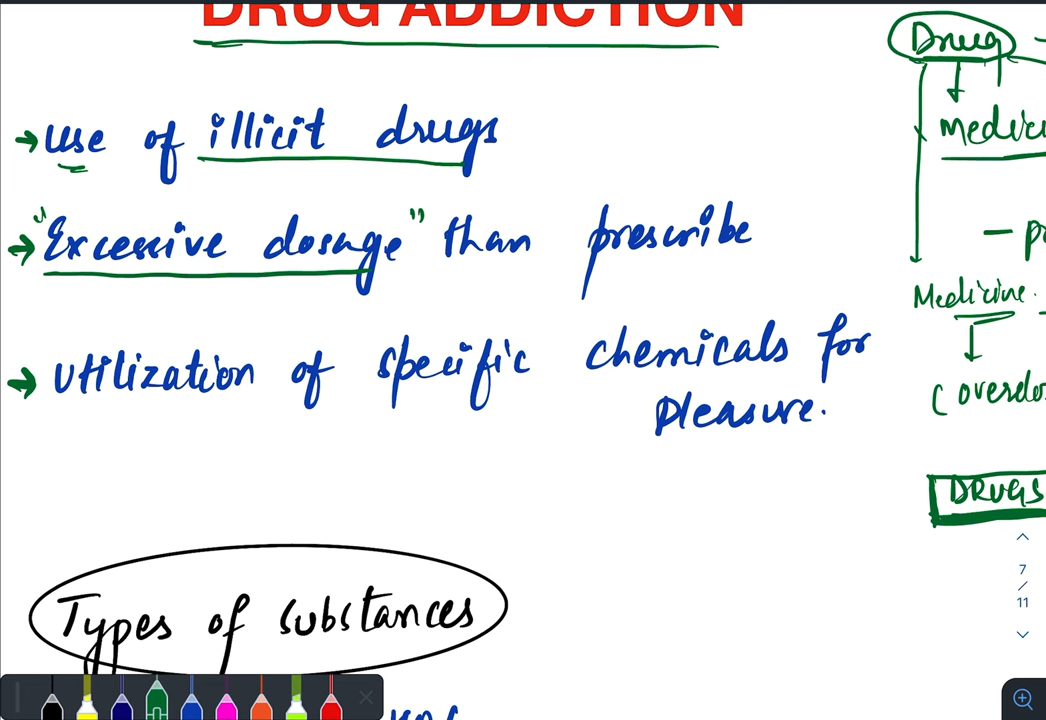 DRUG ADDICTION
→ Use of illicit drugs
→ "Excessive dosage" than prescribe
→ Utilization of specific chemicals for
pleasure.
Types of substances
Drug
Medicine.
(overdo
DRUGS
7
/
11